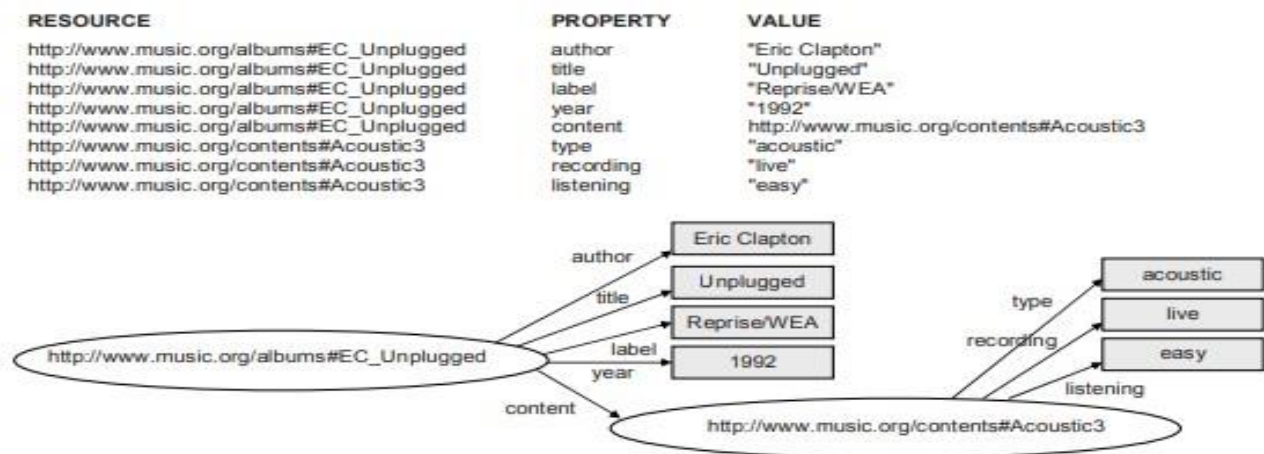 RESOURCE PROPERTY VALUE
http://www.music.org/albums#EC_Unplugged author "Eric Clapton"
http://www.music.org/albums#EC_Unplugged title "Unplugged"
http://www.music.org/albums#EC_Unplugged label "Reprise/WEA"
http://www.music.org/albums#EC_Unplugged year "1992"
http://www.music.org/albums#EC_Unplugged content http://www.music.org/contents#Acoustic3
http://www.music.org/contents#Acoustic3 type "acoustic"
http://www.music.org/contents#Acoustic3 recording "live"
http://www.music.org/contents#Acoustic3 listening "easy"
Eric Clapton
author
Unplugged
title
Reprise/WEA
label
http://www.music.org/albums#EC_Unplugged
1992
year
content
acoustic
type
live
recording
easy
listening
http://www.music.org/contents#Acoustic3